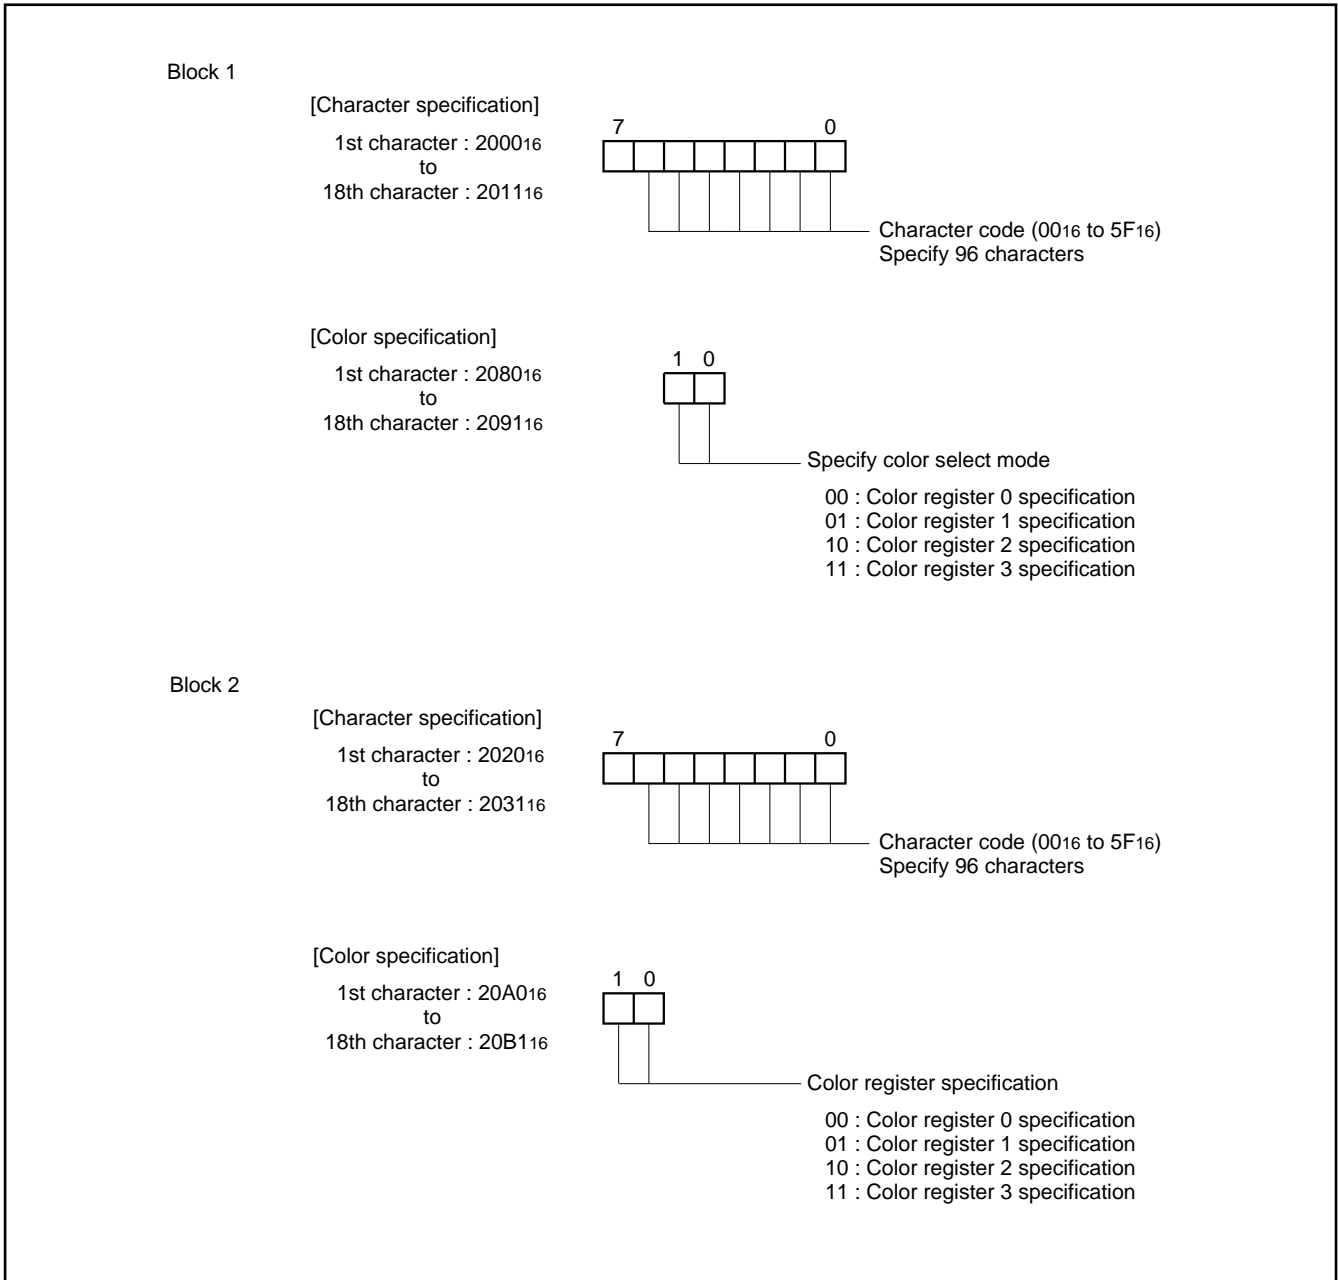 Block 1
[Character specification]
1st character : 2000₁₆
to
18th character : 2011₁₆
7 0
Character code (00₁₆ to 5F₁₆)
Specify 96 characters
[Color specification]
1st character : 2080₁₆
to
18th character : 2091₁₆
1 0
Specify color select mode
00 : Color register 0 specification
01 : Color register 1 specification
10 : Color register 2 specification
11 : Color register 3 specification
Block 2
[Character specification]
1st character : 2020₁₆
to
18th character : 2031₁₆
7 0
Character code (00₁₆ to 5F₁₆)
Specify 96 characters
[Color specification]
1st character : 20A0₁₆
to
18th character : 20B1₁₆
1 0
Color register specification
00 : Color register 0 specification
01 : Color register 1 specification
10 : Color register 2 specification
11 : Color register 3 specification